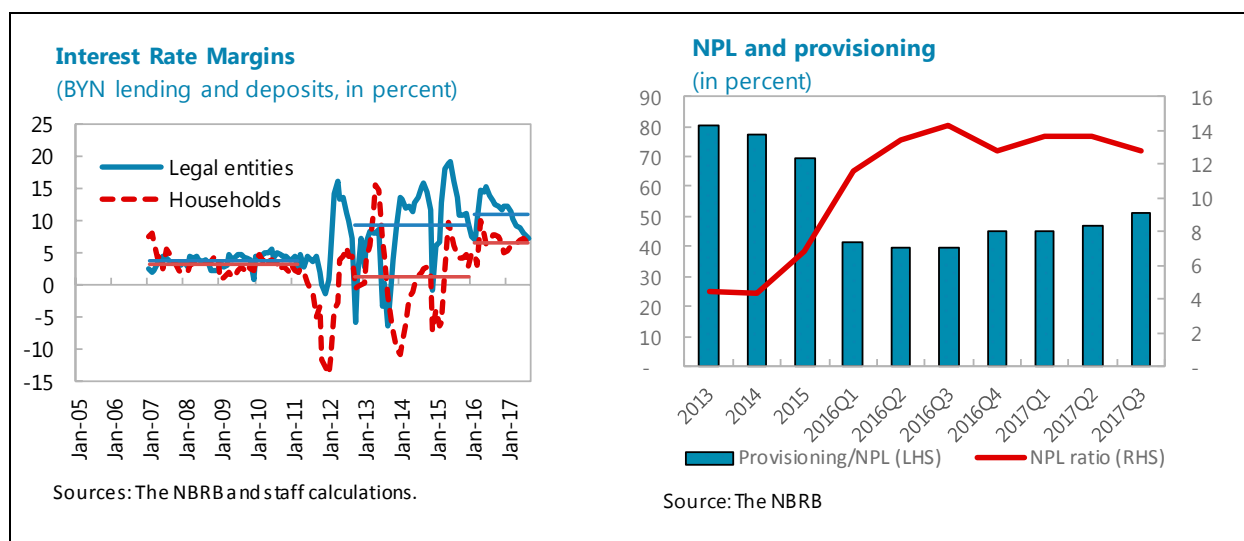 Interest Rate Margins
(BYN lending and deposits, in percent)
25
20
15
10
5
0
-5
-10
-15
Legal entities
Households
Jan-05
Jan-06
Jan-07
Jan-08
Jan-09
Jan-10
Jan-11
Jan-12
Jan-13
Jan-14
Jan-15
Jan-16
Jan-17
Sources: The NBRB and staff calculations.
NPL and provisioning
(in percent)
90
80
70
60
50
40
30
20
10
-
16
14
12
10
8
6
4
2
-
2013
2014
2015
2016Q1
2016Q2
2016Q3
2016Q4
2017Q1
2017Q2
2017Q3
Provisioning/NPL (LHS)
NPL ratio (RHS)
Source: The NBRB